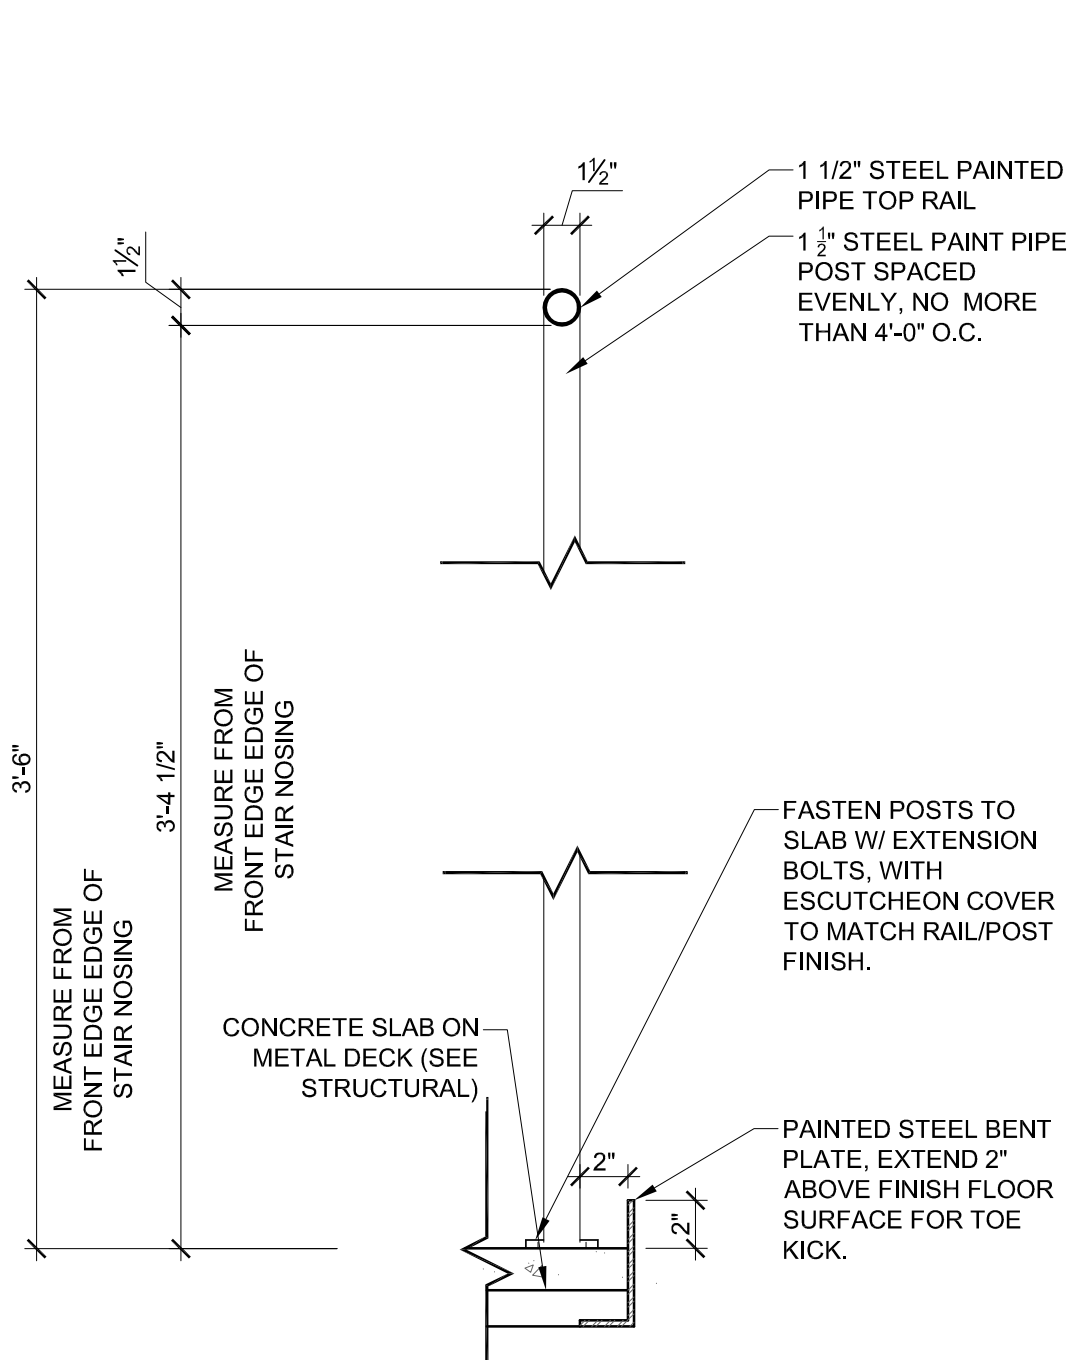 1½"
1 1/2" STEEL PAINTED
PIPE TOP RAIL
1 ½" STEEL PAINT PIPE
POST SPACED
EVENLY, NO MORE
THAN 4'-0" O.C.
1½"
3'-6"
MEASURE FROM
FRONT EDGE EDGE OF
STAIR NOSING
3'-4 1/2"
MEASURE FROM
FRONT EDGE EDGE OF
STAIR NOSING
FASTEN POSTS TO
SLAB W/ EXTENSION
BOLTS, WITH
ESCUTCHEON COVER
TO MATCH RAIL/POST
FINISH.
CONCRETE SLAB ON
METAL DECK (SEE
STRUCTURAL)
2"
2"
PAINTED STEEL BENT
PLATE, EXTEND 2"
ABOVE FINISH FLOOR
SURFACE FOR TOE
KICK.